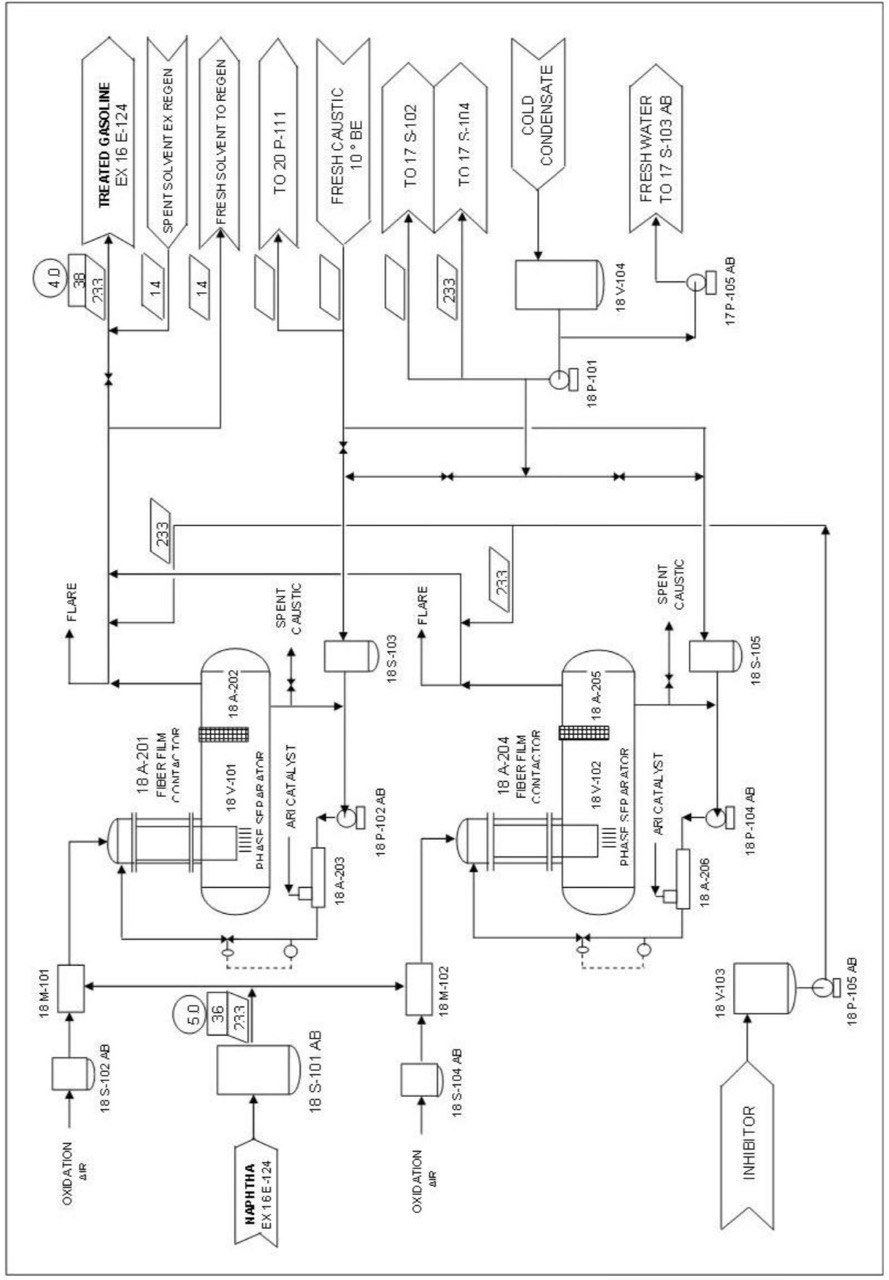 TREATED GASOLINE
EX 16 E-124
SPENT SOLVENT EX REGEN
FRESH SOLVENT TO REGEN
TO 20 P-111
FRESH CAUSTIC
10 ° BE
TO 17 S-102
TO 17 S-104
COLD
CONDENSATE
FRESH WATER
TO 17 S-103 AB
4.0
38
233
14
14
233
18 V-104
17 P-105 AB
18 P-101
233
233
FLARE
SPENT
CAUSTIC
18 S-103
FLARE
SPENT
CAUSTIC
18 S-105
18 A-201
FIBER FILM
CONTACTOR
18 A-202
18 V-101
PHASE SEPARATOR
ARI CATALYST
18 P-102 AB
18 A-203
18 A-204
FIBER FILM
CONTACTOR
18 A-205
18 V-102
PHASE SEPARATOR
ARI CATALYST
18 P-104 AB
18 A-206
18 M-101
18 S-102 AB
OXIDATION
AIR
5.0
36
233
18 S-101 AB
NAPHTHA
EX 16 E-124
18 M-102
18 S-104 AB
OXIDATION
AIR
18 V-103
18 P-105 AB
INHIBITOR